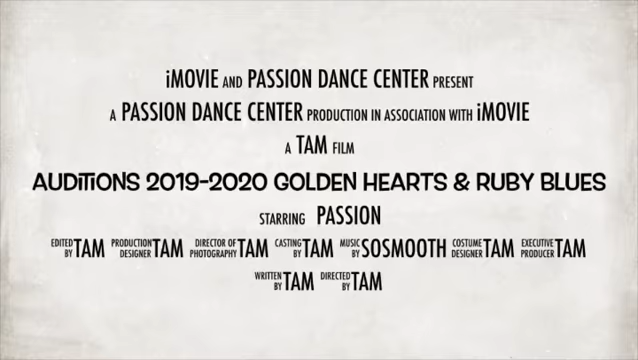 iMOVIE AND PASSION DANCE CENTER PRESENT
A PASSION DANCE CENTER PRODUCTION IN ASSOCIATION WITH iMOVIE
A TAM FILM
AUDITIONS 2019-2020 GOLDEN HEARTS & RUBY BLUES
STARRING PASSION
EDITED BY TAM PRODUCTION DESIGNER TAM DIRECTOR OF PHOTOGRAPHY TAM CASTING BY TAM MUSIC BY SOSMOOTH COSTUME DESIGNER TAM EXECUTIVE PRODUCER TAM
WRITTEN BY TAM DIRECTED BY TAM